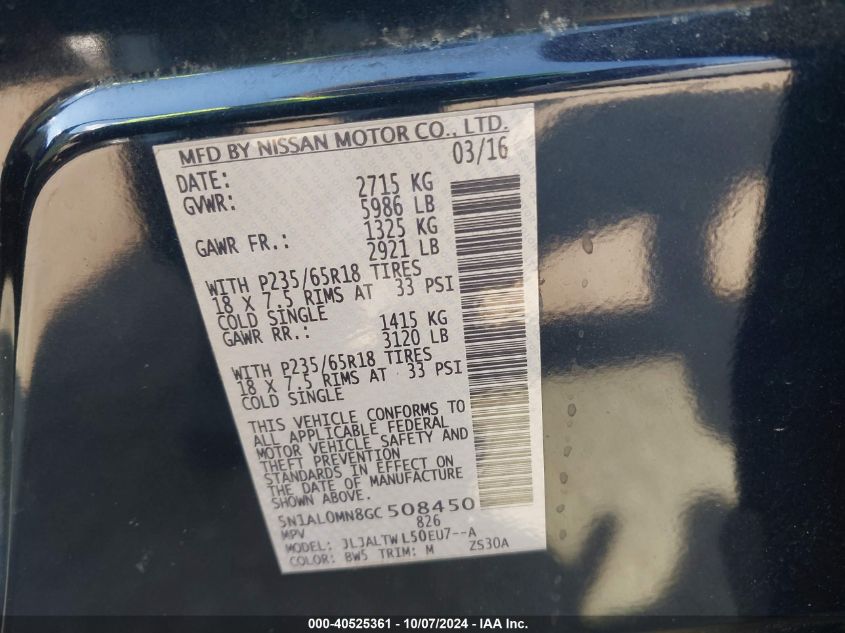 MFD BY NISSAN MOTOR CO., LTD.
DATE: 03/16
GVWR: 2715 KG
5986 LB
GAWR FR.: 1325 KG
2921 LB
WITH P235/65R18 TIRES
18 X 7.5 RIMS AT 33 PSI
COLD SINGLE
GAWR RR.: 1415 KG
3120 LB
WITH P235/65R18 TIRES
18 X 7.5 RIMS AT 33 PSI
COLD SINGLE
THIS VEHICLE CONFORMS TO
ALL APPLICABLE FEDERAL
MOTOR VEHICLE SAFETY AND
THEFT PREVENTION
STANDARDS IN EFFECT ON
THE DATE OF MANUFACTURE
SHOWN ABOVE.
5N1AL0MN8GC508450
MPV 826
MODEL: JLJALTWL50EU7--A
COLOR: BW5 TRIM: M ZS30A
000-40525361 - 10/07/2024 - IAA Inc.